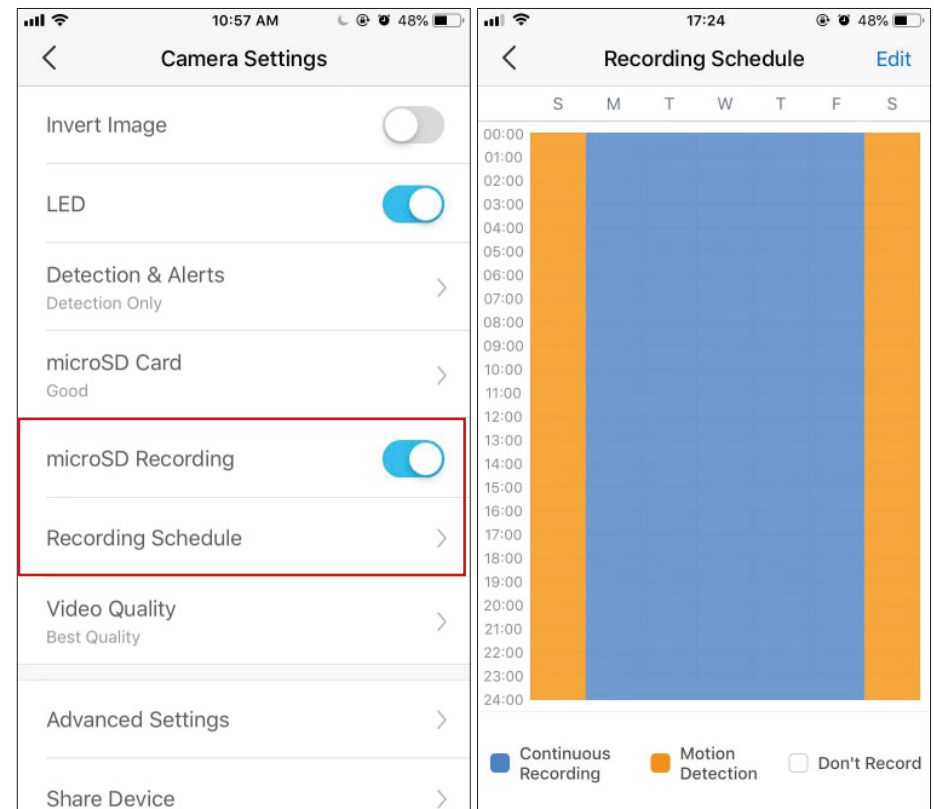 10:57 AM
48%
Camera Settings
Invert Image
LED
Detection & Alerts
Detection Only
microSD Card
Good
microSD Recording
Recording Schedule
Video Quality
Best Quality
Advanced Settings
Share Device
17:24
48%
Recording Schedule
Edit
S M T W T F S
00:00
01:00
02:00
03:00
04:00
05:00
06:00
07:00
08:00
09:00
10:00
11:00
12:00
13:00
14:00
15:00
16:00
17:00
18:00
19:00
20:00
21:00
22:00
23:00
24:00
Continuous
Recording
Motion
Detection
Don't Record